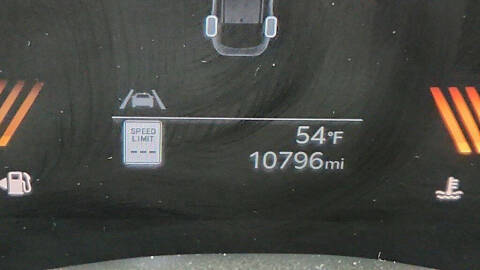 SPEED
LIMIT
---
54°F
10796mi